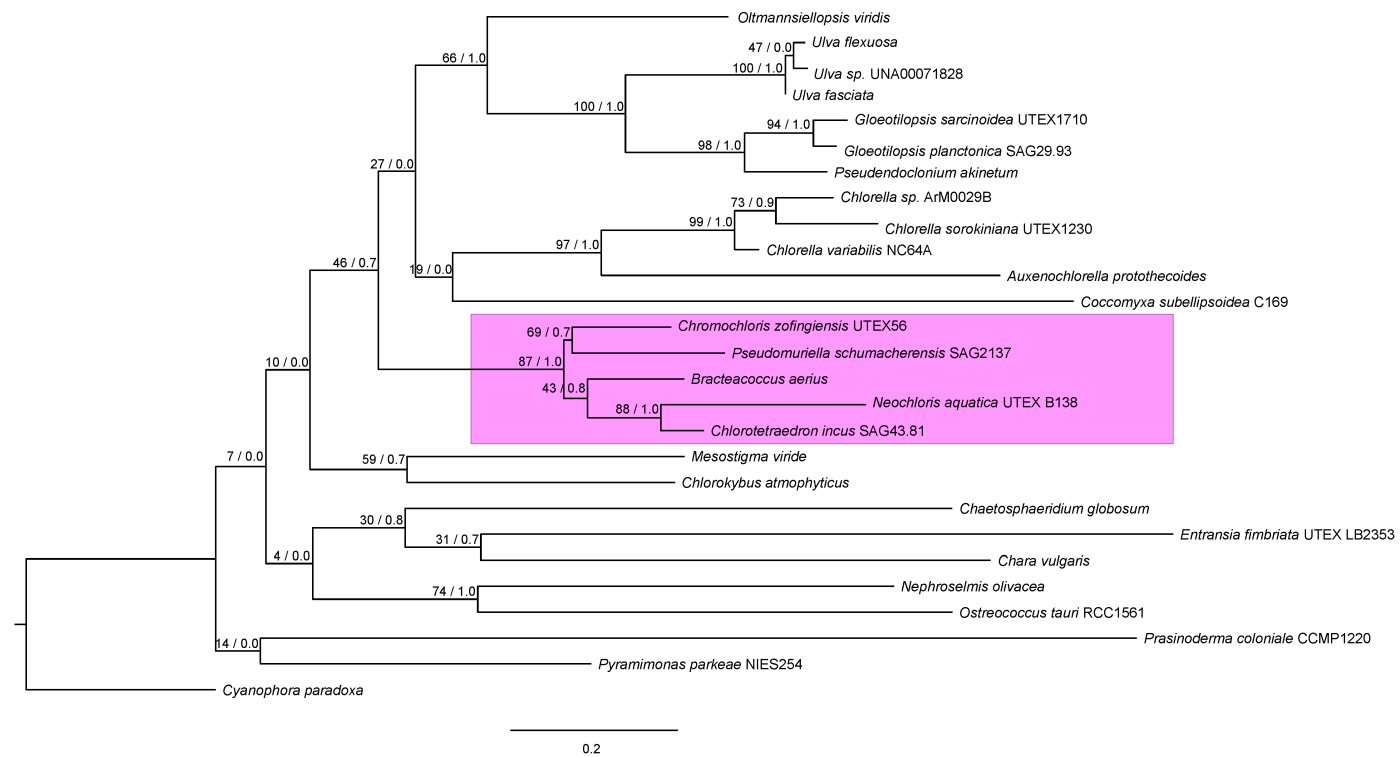 Oltmannsiellopsis viridis
Ulva flexuosa
47 / 0.0
66 / 1.0
100 / 1.0
Ulva sp. UNA00071828
Ulva fasciata
100 / 1.0
Gloeotilopsis sarcinoidea UTEX1710
94 / 1.0
98 / 1.0
Gloeotilopsis planctonica SAG29.93
27 / 0.0
Pseudendoclonium akinetum
Chlorella sp. ArM0029B
73 / 0.9
99 / 1.0
Chlorella sorokiniana UTEX1230
97 / 1.0
Chlorella variabilis NC64A
46 / 0.7
19 / 0.0
Auxenochlorella protothecoides
Coccomyxa subellipsoidea C169
Chromochloris zofingiensis UTEX56
69 / 0.7
Pseudomuriella schumacherensis SAG2137
10 / 0.0
87 / 1.0
Bracteacoccus aerius
43 / 0.8
Neochloris aquatica UTEX B138
88 / 1.0
Chlorotetraedron incus SAG43.81
7 / 0.0
59 / 0.7
Mesostigma viride
Chlorokybus atmophyticus
Chaetosphaeridium globosum
30 / 0.8
Entransia fimbriata UTEX LB2353
31 / 0.7
4 / 0.0
Chara vulgaris
Nephroselmis olivacea
74 / 1.0
Ostreococcus tauri RCC1561
Prasinoderma coloniale CCMP1220
14 / 0.0
Pyramimonas parkeae NIES254
Cyanophora paradoxa
0.2